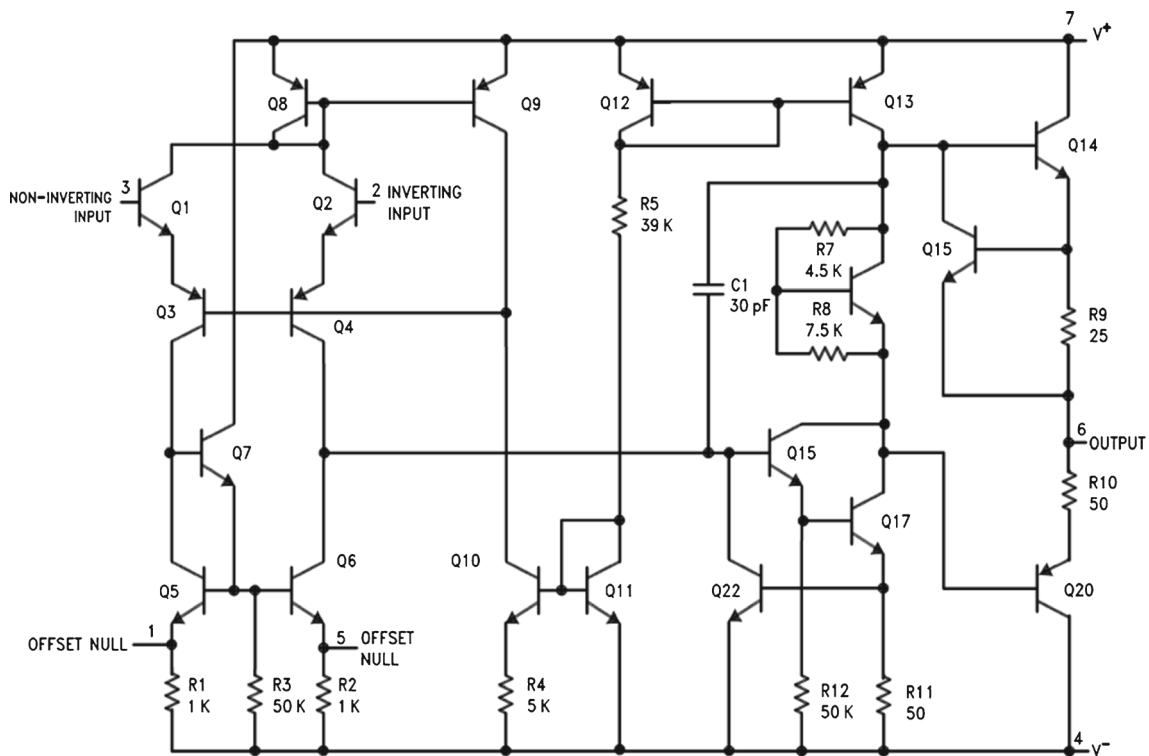 7
V+
Q8
Q9
Q12
Q13
Q14
3
NON-INVERTING
INPUT
Q1
Q2
2 INVERTING
INPUT
R5
39 K
R7
4.5 K
Q15
Q3
Q4
C1
30 pF
R8
7.5 K
R9
25
Q7
Q15
6
OUTPUT
R10
50
Q17
Q5
Q6
Q10
Q11
Q22
Q20
1
OFFSET NULL
5 OFFSET
NULL
R1
1 K
R3
50 K
R2
1 K
R4
5 K
R12
50 K
R11
50
4
V-